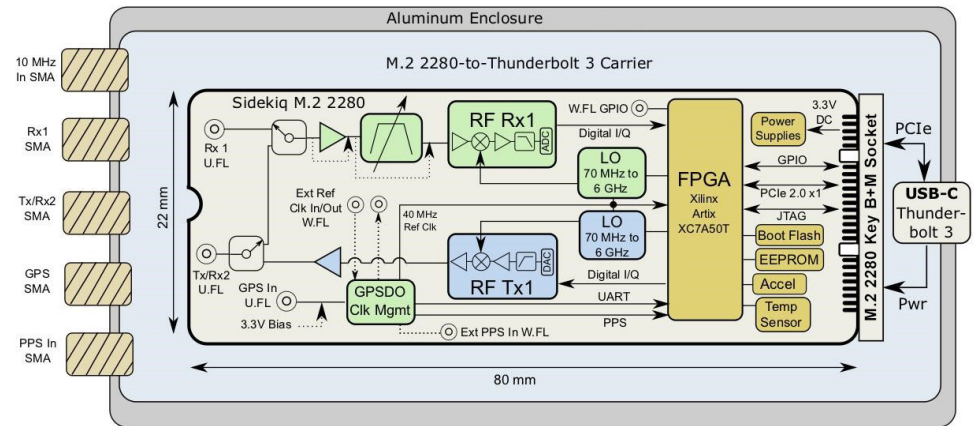 Aluminum Enclosure
M.2 2280-to-Thunderbolt 3 Carrier
10 MHz
In SMA
Rx1
SMA
Tx/Rx2
SMA
GPS
SMA
PPS In
SMA
22 mm
Sidekiq M.2 2280
Rx 1
U.FL
RF Rx1
ADC
W.FL GPIO
Digital I/Q
LO
70 MHz to
6 GHz
Ext Ref
Clk In/Out
W.FL
40 MHz
Ref Clk
LO
70 MHz to
6 GHz
Tx/Rx2
U.FL
GPS In
U.FL
3.3V Bias
GPSDO
Clk Mgmt
RF Tx1
DAC
Digital I/Q
UART
PPS
Ext PPS In W.FL
FPGA
Xilinx
Artix
XC7A50T
Power
Supplies
3.3V
DC
GPIO
PCIe 2.0 x1
JTAG
Boot Flash
EEPROM
Accel
Temp
Sensor
M.2 2280 Key B+M Socket
PCIe
USB-C
Thunder-
bolt 3
Pwr
80 mm